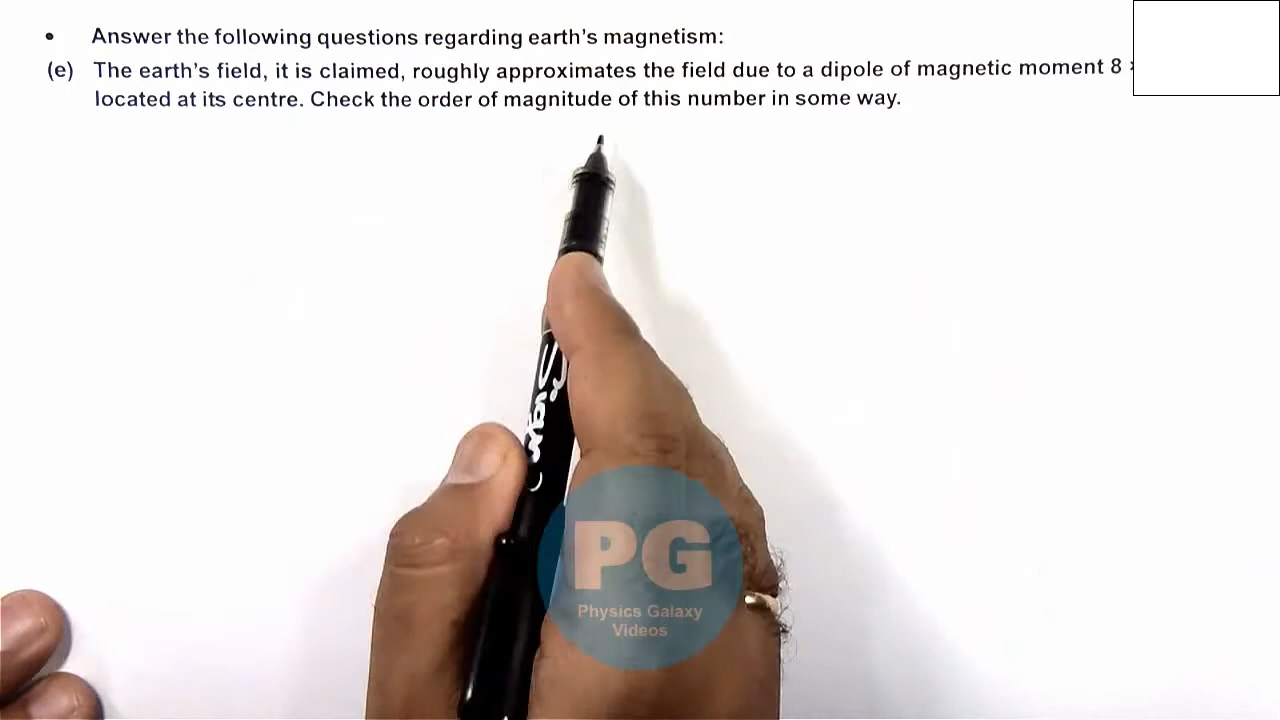 • Answer the following questions regarding earth's magnetism:
(e) The earth's field, it is claimed, roughly approximates the field due to a dipole of magnetic moment 8
located at its centre. Check the order of magnitude of this number in some way.
PG
Physics Galaxy
Videos